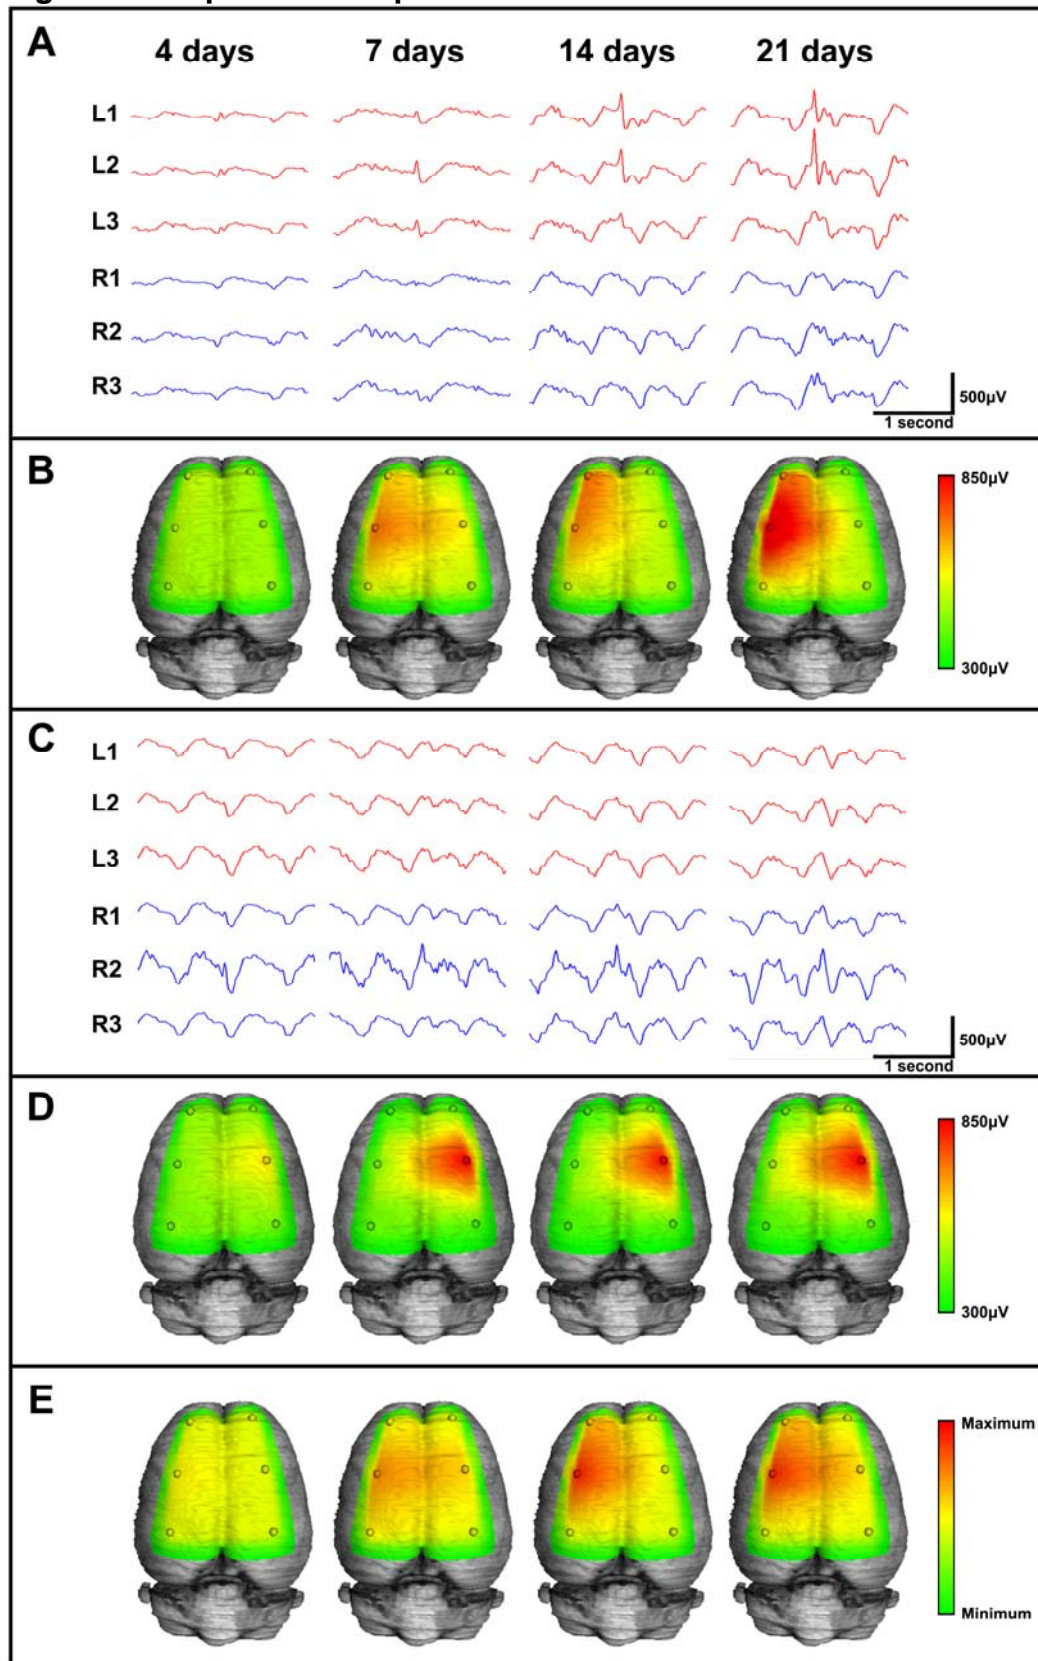 A
4 days 7 days 14 days 21 days
L1
L2
L3
R1
R2
R3
500µV
1 second
B
850µV
300µV
C
L1
L2
L3
R1
R2
R3
500µV
1 second
D
850µV
300µV
E
Maximum
Minimum